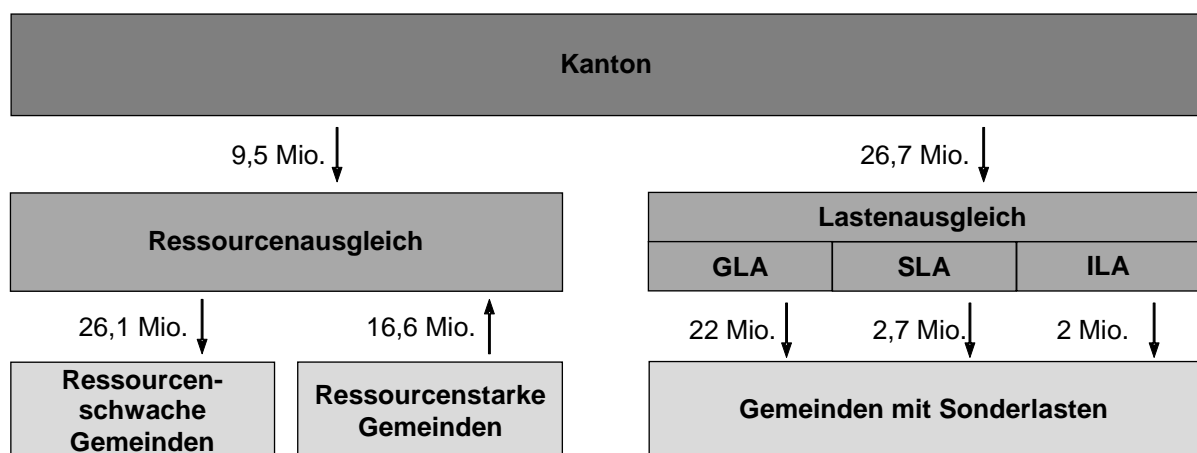 Kanton
9,5 Mio.
26,7 Mio.
Ressourcenausgleich
Lastenausgleich
GLA
SLA
ILA
26,1 Mio.
16,6 Mio.
22 Mio.
2,7 Mio.
2 Mio.
Ressourcen-
schwache
Gemeinden
Ressourcenstarke
Gemeinden
Gemeinden mit Sonderlasten